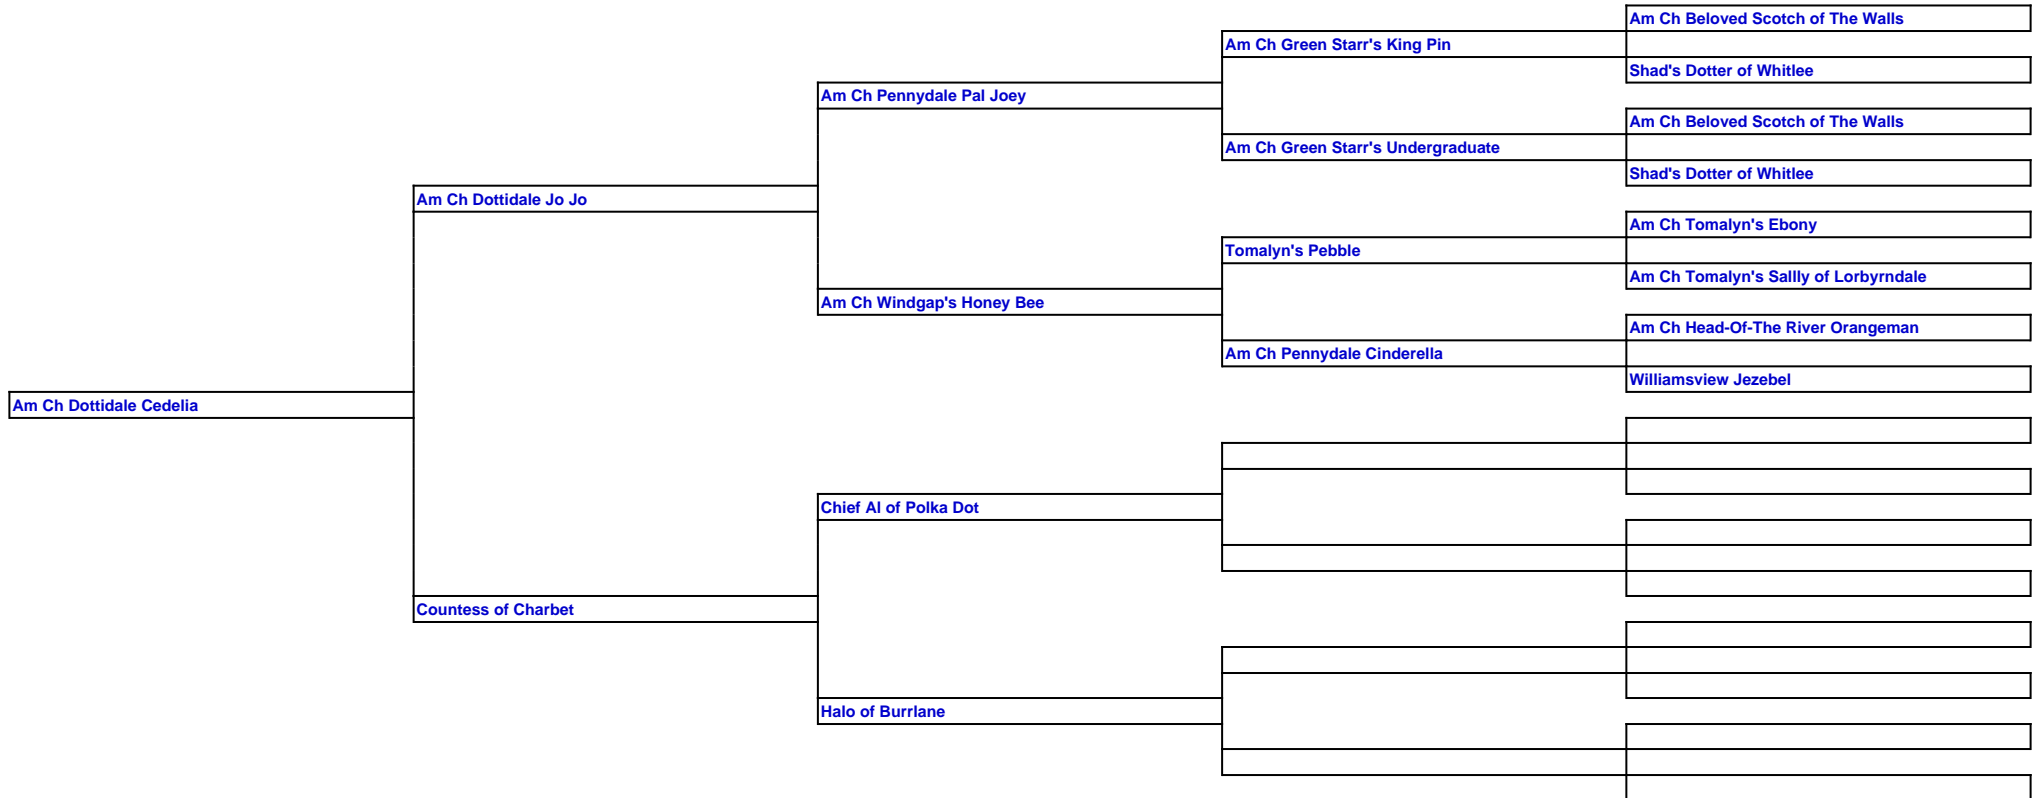 Am Ch Beloved Scotch of The Walls
Am Ch Green Starr's King Pin
Shad's Dotter of Whitlee
Am Ch Pennydale Pal Joey
Am Ch Beloved Scotch of The Walls
Am Ch Green Starr's Undergraduate
Shad's Dotter of Whitlee
Am Ch Dottidale Jo Jo
Am Ch Tomalyn's Ebony
Tomalyn's Pebble
Am Ch Tomalyn's Sallly of Lorbyrndale
Am Ch Windgap's Honey Bee
Am Ch Head-Of-The River Orangeman
Am Ch Pennydale Cinderella
Williamsview Jezebel
Am Ch Dottidale Cedelia
Chief Al of Polka Dot
Countess of Charbet
Halo of Burrlane